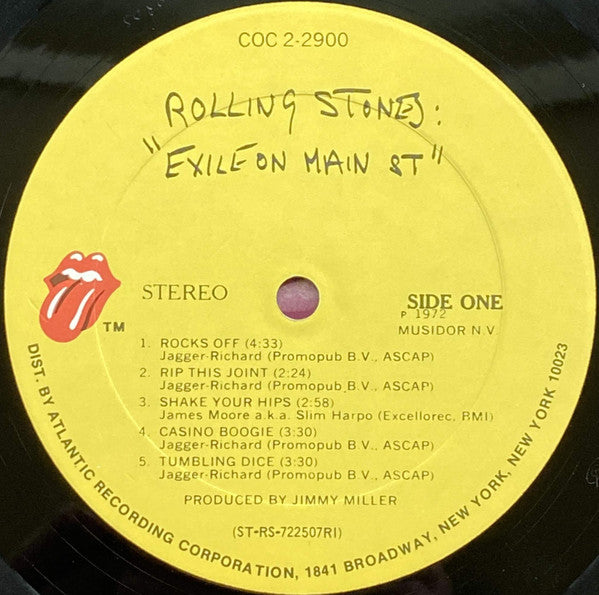 COC 2-2900
ROLLING STONES:
"EXILE ON MAIN ST"
STEREO
SIDE ONE
P 1972
MUSIDOR N.V.
TM
1. ROCKS OFF (4:33)
Jagger-Richard (Promopub B.V., ASCAP)
2. RIP THIS JOINT (2:24)
Jagger-Richard (Promopub B.V., ASCAP)
3. SHAKE YOUR HIPS (2:58)
James Moore a.k.a. Slim Harpo (Excellorec, BMI)
4. CASINO BOOGIE (3:30)
Jagger-Richard (Promopub B.V., ASCAP)
5. TUMBLING DICE (3:30)
Jagger-Richard (Promopub B.V., ASCAP)
PRODUCED BY JIMMY MILLER
(ST-RS-722507RI)
DIST. BY ATLANTIC RECORDING CORPORATION, 1841 BROADWAY, NEW YORK, NEW YORK 10023